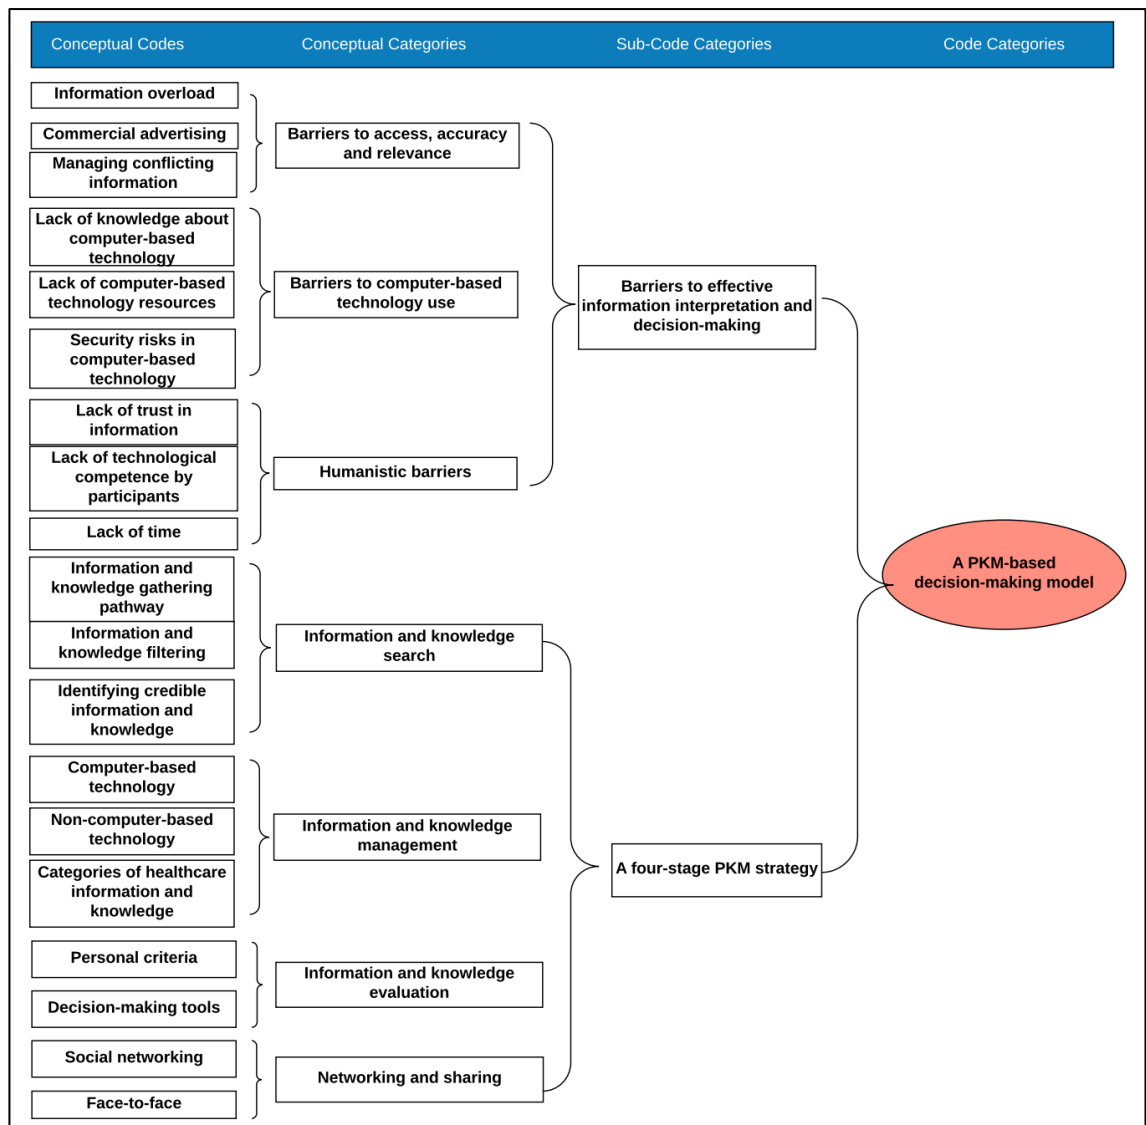 Conceptual Codes
Conceptual Categories
Sub-Code Categories
Code Categories
Information overload
Commercial advertising
Managing conflicting
information
Barriers to access, accuracy
and relevance
Lack of knowledge about
computer-based
technology
Lack of computer-based
technology resources
Security risks in
computer-based
technology
Barriers to computer-based
technology use
Lack of trust in
information
Lack of technological
competence by
participants
Lack of time
Humanistic barriers
Barriers to effective
information interpretation and
decision-making
Information and
knowledge gathering
pathway
Information and
knowledge filtering
Identifying credible
information and
knowledge
Information and knowledge
search
Computer-based
technology
Non-computer-based
technology
Categories of healthcare
information and
knowledge
Information and knowledge
management
Personal criteria
Decision-making tools
Information and knowledge
evaluation
Social networking
Face-to-face
Networking and sharing
A four-stage PKM strategy
A PKM-based
decision-making model